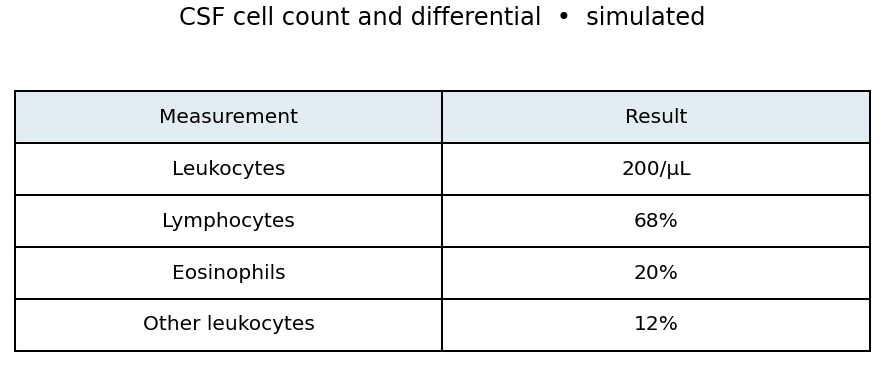 CSF cell count and differential • simulated
Measurement Result
Leukocytes 200/µL
Lymphocytes 68%
Eosinophils 20%
Other leukocytes 12%